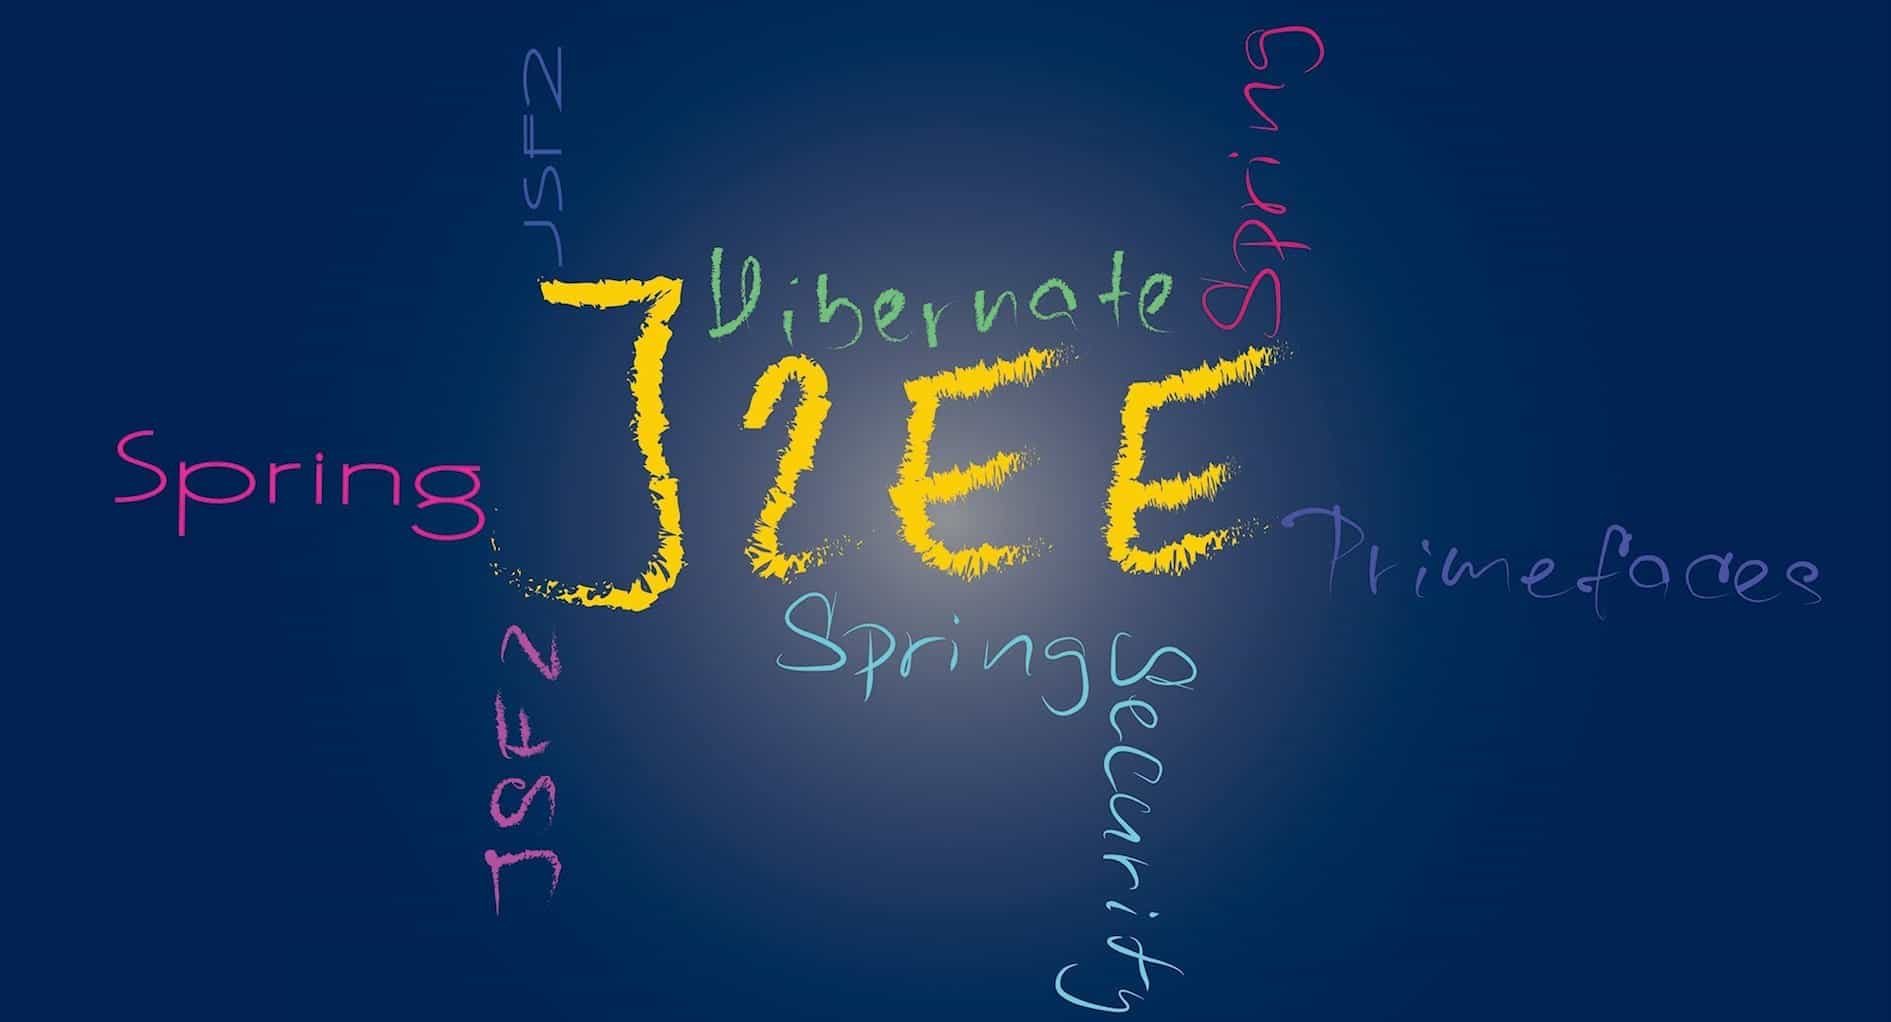 JSF2
Spring
Dibernate
J2EE
Spring
Primefaces
Spring
Security
JSF2